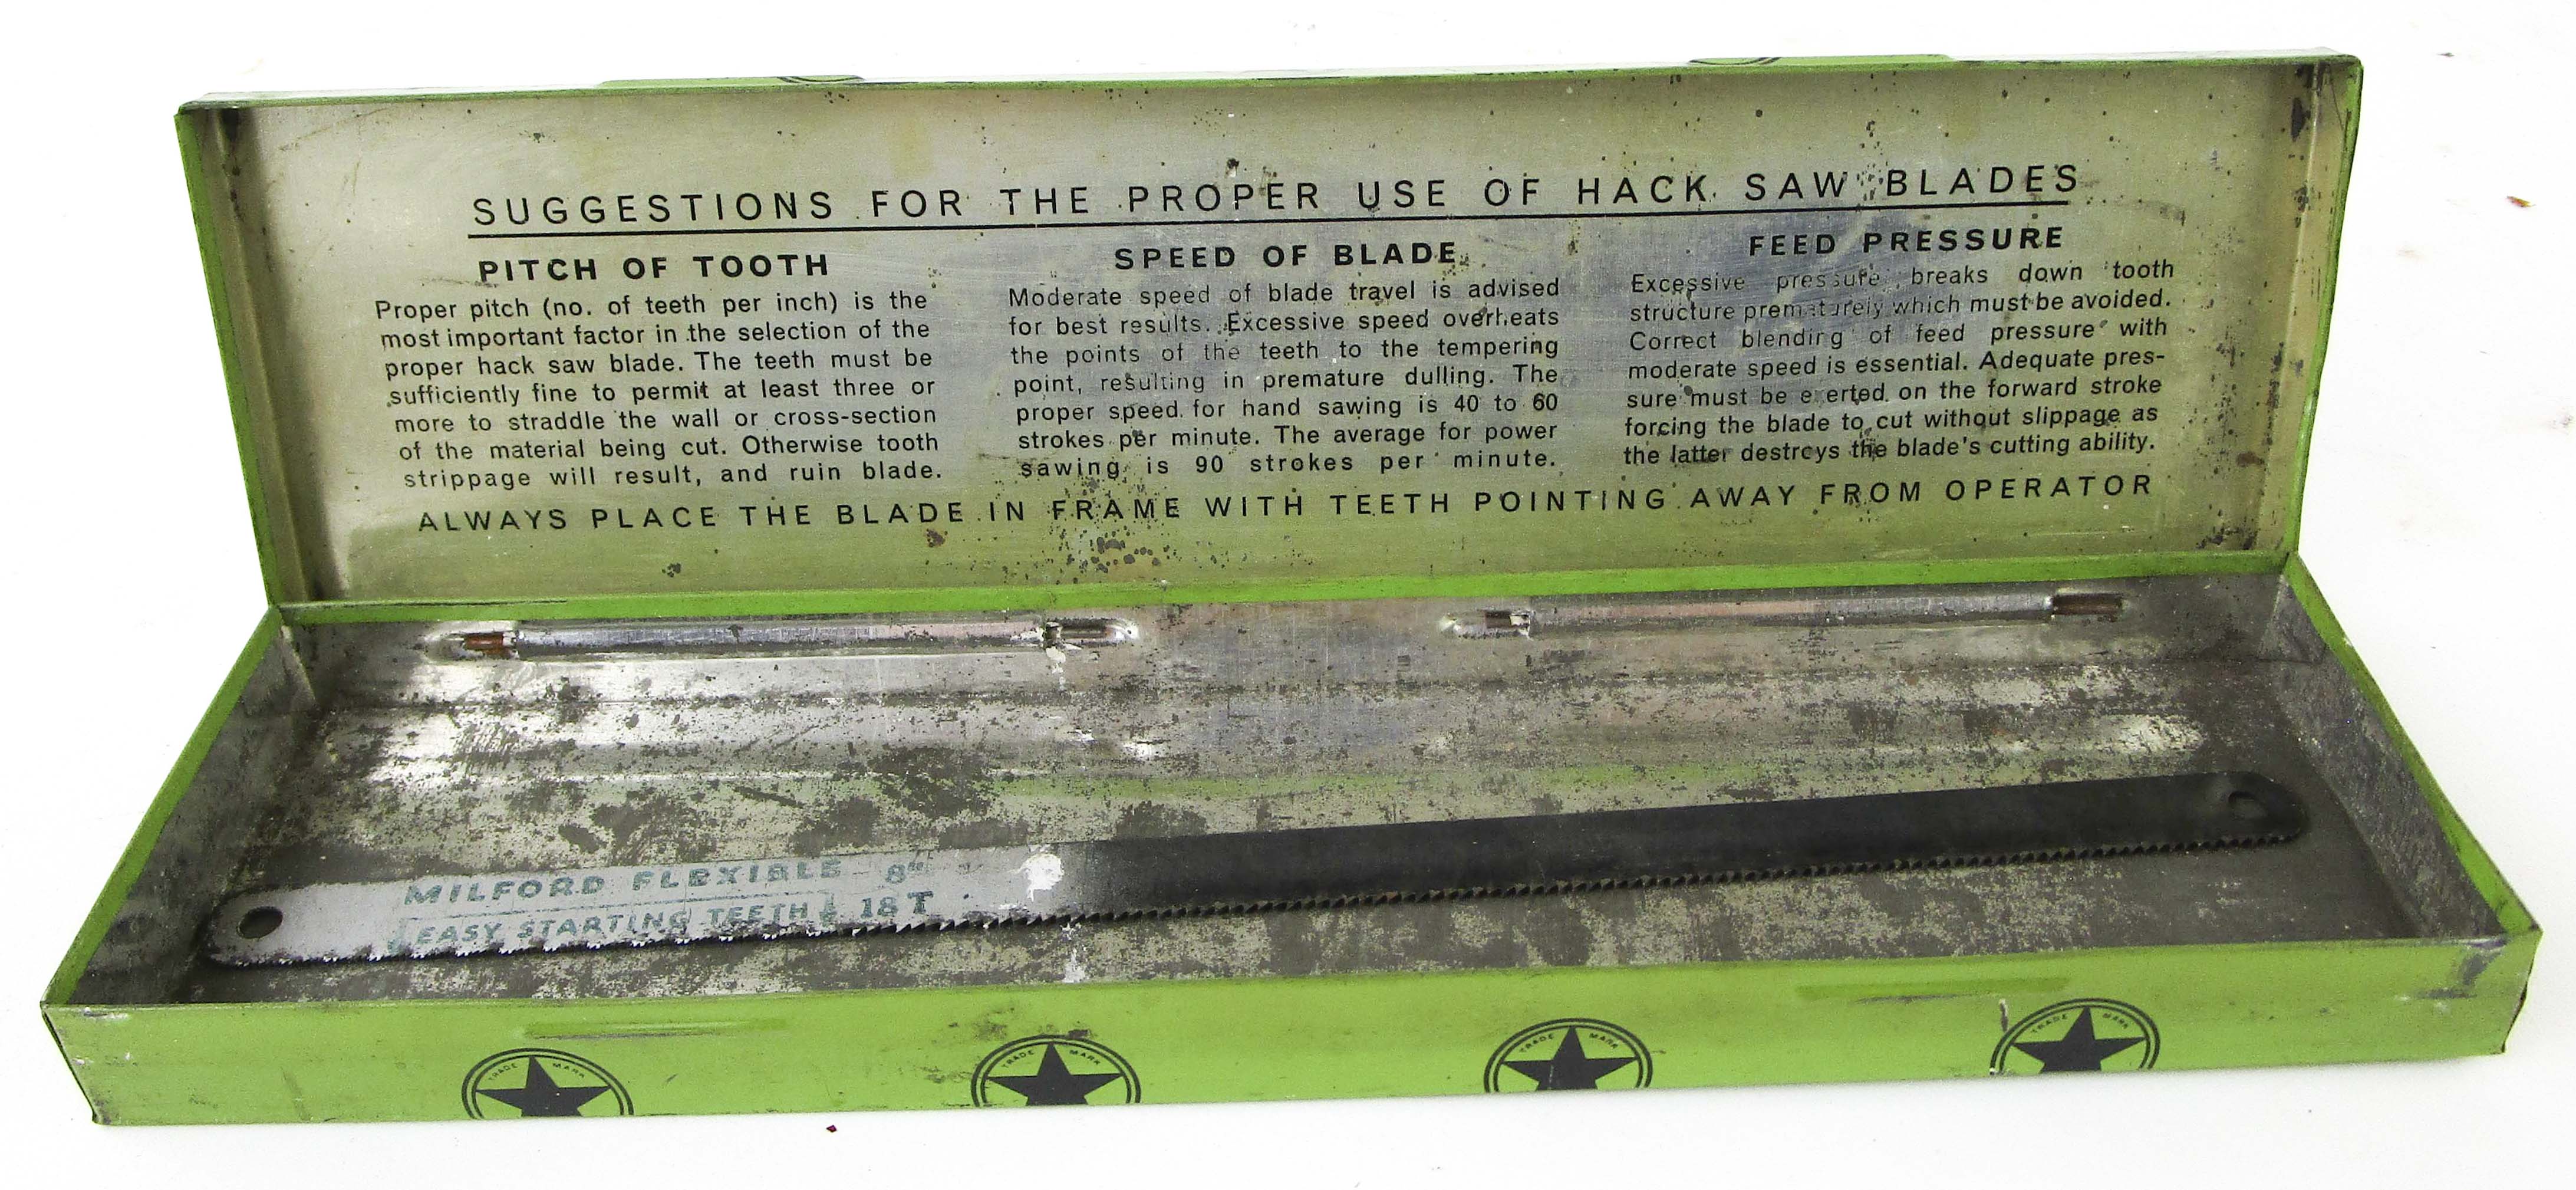 SUGGESTIONS FOR THE PROPER USE OF HACK SAW BLADES
PITCH OF TOOTH
Proper pitch (no. of teeth per inch) is the
most important factor in the selection of the
proper hack saw blade. The teeth must be
sufficiently fine to permit at least three or
more to straddle the wall or cross-section
of the material being cut. Otherwise tooth
strippage will result, and ruin blade.
SPEED OF BLADE
Moderate speed of blade travel is advised
for best results. Excessive speed overheats
the points of the teeth to the tempering
point, resulting in premature dulling. The
proper speed for hand sawing is 40 to 60
strokes per minute. The average for power
sawing is 90 strokes per minute.
FEED PRESSURE
Excessive pressure breaks down tooth
structure prematurely which must be avoided.
Correct blending of feed pressure with
moderate speed is essential. Adequate pres-
sure must be exerted on the forward stroke
forcing the blade to cut without slippage as
the latter destroys the blade's cutting ability.
ALWAYS PLACE THE BLADE IN FRAME WITH TEETH POINTING AWAY FROM OPERATOR
MILFORD FLEXIBLE 8"
EASY STARTING TEETH 18 T
TRADE MARK
TRADE MARK
TRADE MARK
TRADE MARK